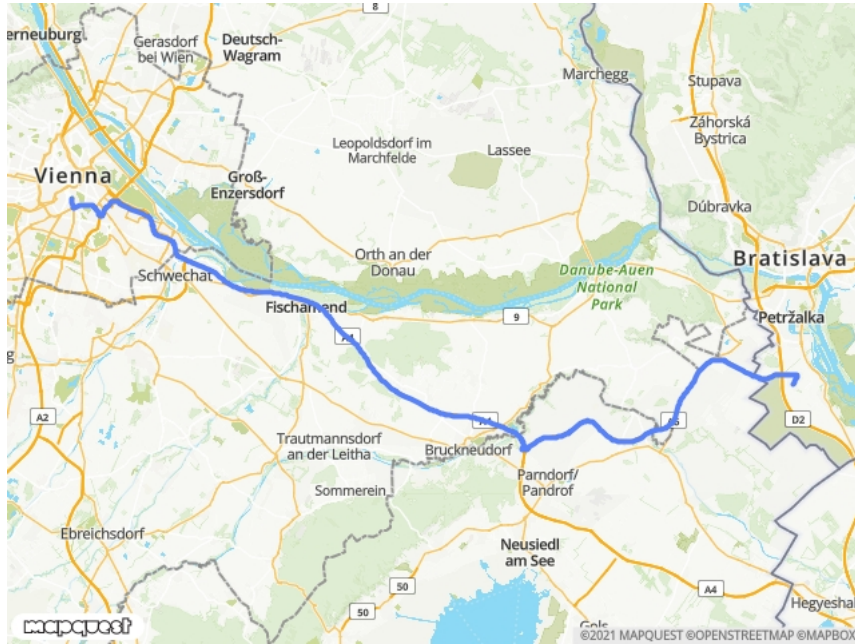 erneuburg
Gerasdorf
bei Wien
Deutsch-
Wagram
8
Marchegg
Stupava
Záhorská
Bystrica
Leopoldsdorf im
Marchfelde
Lassee
Vienna
Groß-
Enzersdorf
Dúbravka
Orth an der
Donau
Bratislava
Schwechat
Danube-Auen
National
Park
Fischamend
9
Petržalka
A4
A2
A4
A6
D2
Trautmannsdorf
an der Leitha
Bruckneudorf
Parndorf/
Pandrof
Sommerein
Ebreichsdorf
Neusiedl
am See
50
A4
50
Hegyesha
Gols
mapquest
©2021 MAPQUEST ©OPENSTREETMAP ©MAPBOX